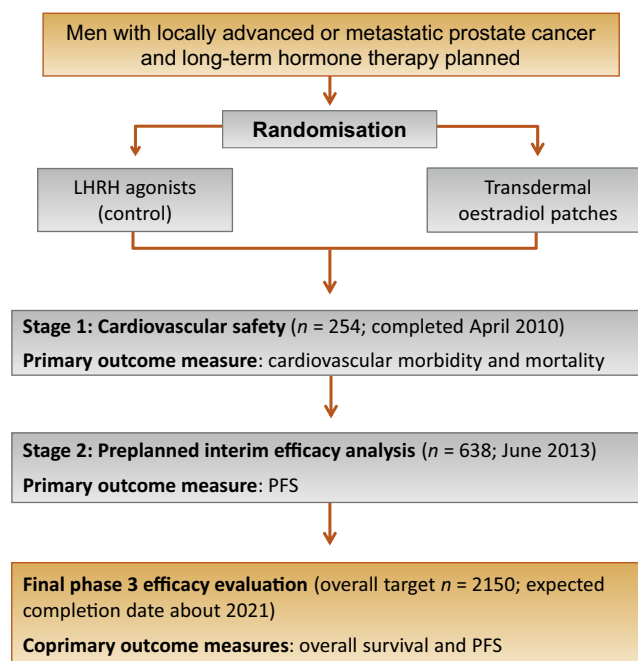 Men with locally advanced or metastatic prostate cancer
and long-term hormone therapy planned
Randomisation
LHRH agonists
(control)
Transdermal
oestradiol patches
Stage 1: Cardiovascular safety (n = 254; completed April 2010)
Primary outcome measure: cardiovascular morbidity and mortality
Stage 2: Preplanned interim efficacy analysis (n = 638; June 2013)
Primary outcome measure: PFS
Final phase 3 efficacy evaluation (overall target n = 2150; expected
completion date about 2021)
Coprimary outcome measures: overall survival and PFS